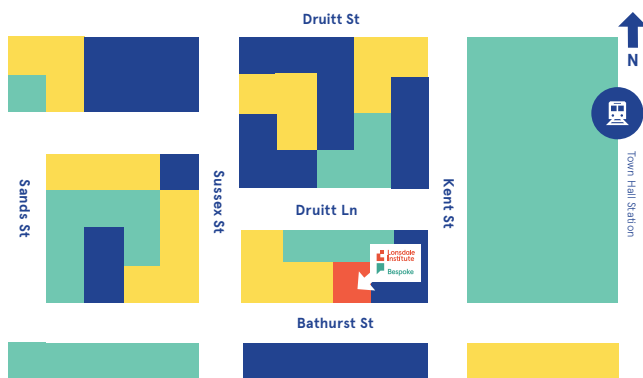 Druitt St
N
Town Hall Station
Sands St
Sussex St
Kent St
Druitt Ln
Lonsdale
Institute
Bespoke
Bathurst St